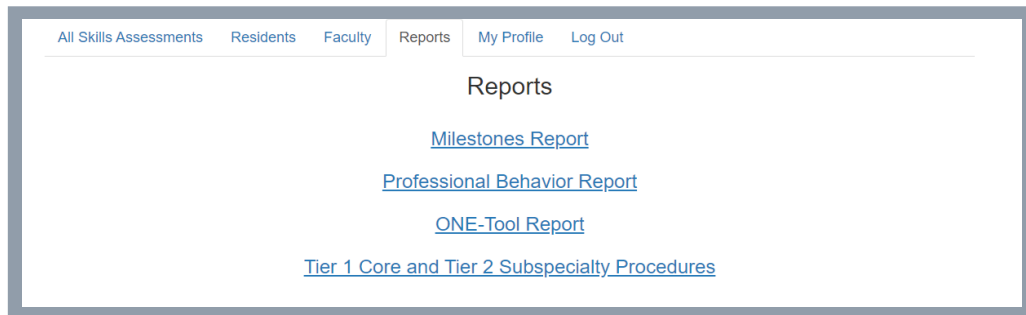 All Skills Assessments Residents Faculty Reports My Profile Log Out
Reports
Milestones Report
Professional Behavior Report
ONE-Tool Report
Tier 1 Core and Tier 2 Subspecialty Procedures